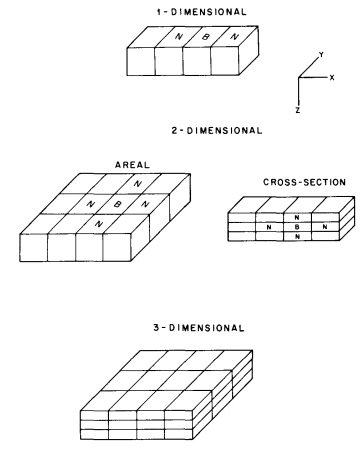 1-DIMENSIONAL
N B N
Y
X
Z
2-DIMENSIONAL
AREAL
N
N B N
N
CROSS-SECTION
N
N B N
N
3-DIMENSIONAL